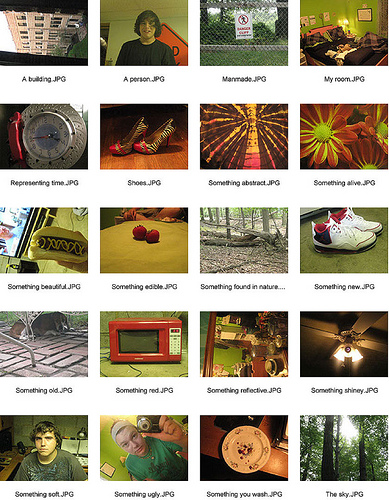 A building.JPG
A person.JPG
DANGER
CLIFF
Manmade.JPG
My room.JPG
Representing time.JPG
Shoes.JPG
Something abstract.JPG
Something alive.JPG
Something beautiful.JPG
Something edible.JPG
Something found in nature....
Something new.JPG
Something old.JPG
Something red.JPG
Something reflective.JPG
Something shiney.JPG
Something soft.JPG
Something ugly.JPG
Something you wash.JPG
The sky.JPG